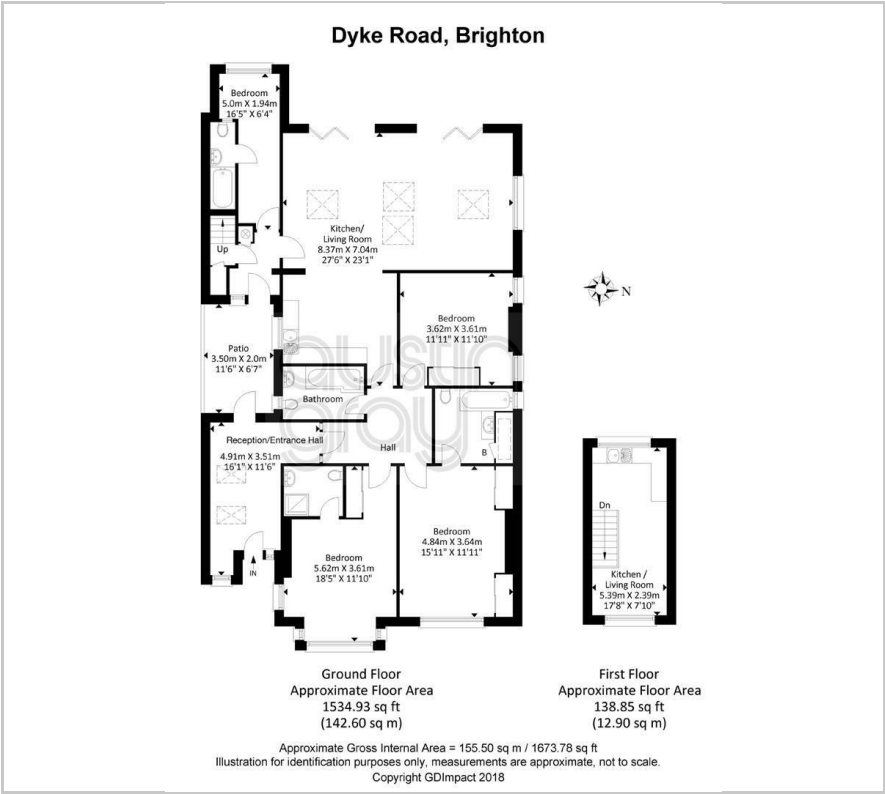 Dyke Road, Brighton
Bedroom
5.0m X 1.94m
16'5" X 6'4"
Up
Kitchen/
Living Room
8.37m X 7.04m
27'6" X 23'1"
N
Bedroom
3.62m X 3.61m
11'11" X 11'10"
Patio
3.50m X 2.0m
11'6" X 6'7"
austin
gray
Bathroom
Reception/Entrance Hall
4.91m X 3.51m
16'1" X 11'6"
Hall
B
Bedroom
5.62m X 3.61m
18'5" X 11'10"
Bedroom
4.84m X 3.64m
15'11" X 11'11"
IN
Dn
Kitchen /
Living Room
5.39m X 2.39m
17'8" X 7'10"
Ground Floor
Approximate Floor Area
1534.93 sq ft
(142.60 sq m)
First Floor
Approximate Floor Area
138.85 sq ft
(12.90 sq m)
Approximate Gross Internal Area = 155.50 sq m / 1673.78 sq ft
Illustration for identification purposes only, measurements are approximate, not to scale.
Copyright GDImpact 2018